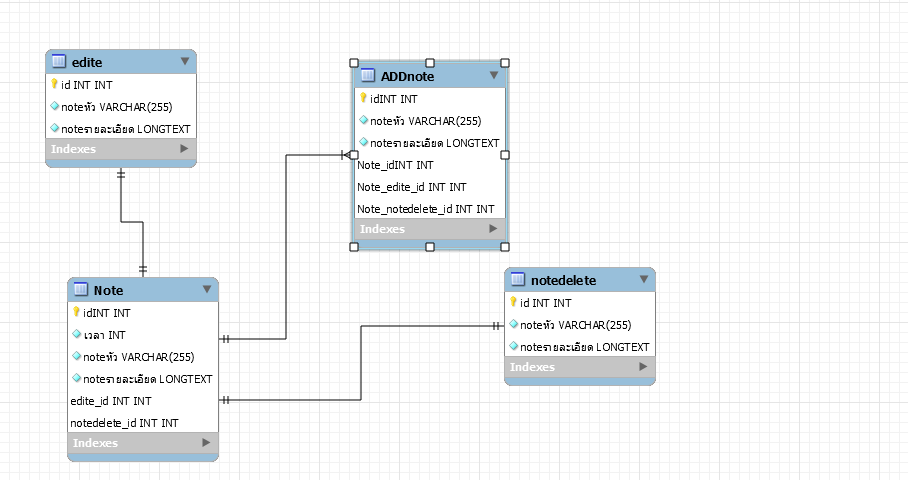 edite
id INT INT
noteหัว VARCHAR(255)
noteรายละเอียด LONGTEXT
Indexes
ADDnote
idINT INT
noteหัว VARCHAR(255)
noteรายละเอียด LONGTEXT
Note_idINT INT
Note_edite_id INT INT
Note_notedelete_id INT INT
Indexes
Note
idINT INT
เวลา INT
noteหัว VARCHAR(255)
noteรายละเอียด LONGTEXT
edite_id INT INT
notedelete_id INT INT
Indexes
notedelete
id INT INT
noteหัว VARCHAR(255)
noteรายละเอียด LONGTEXT
Indexes